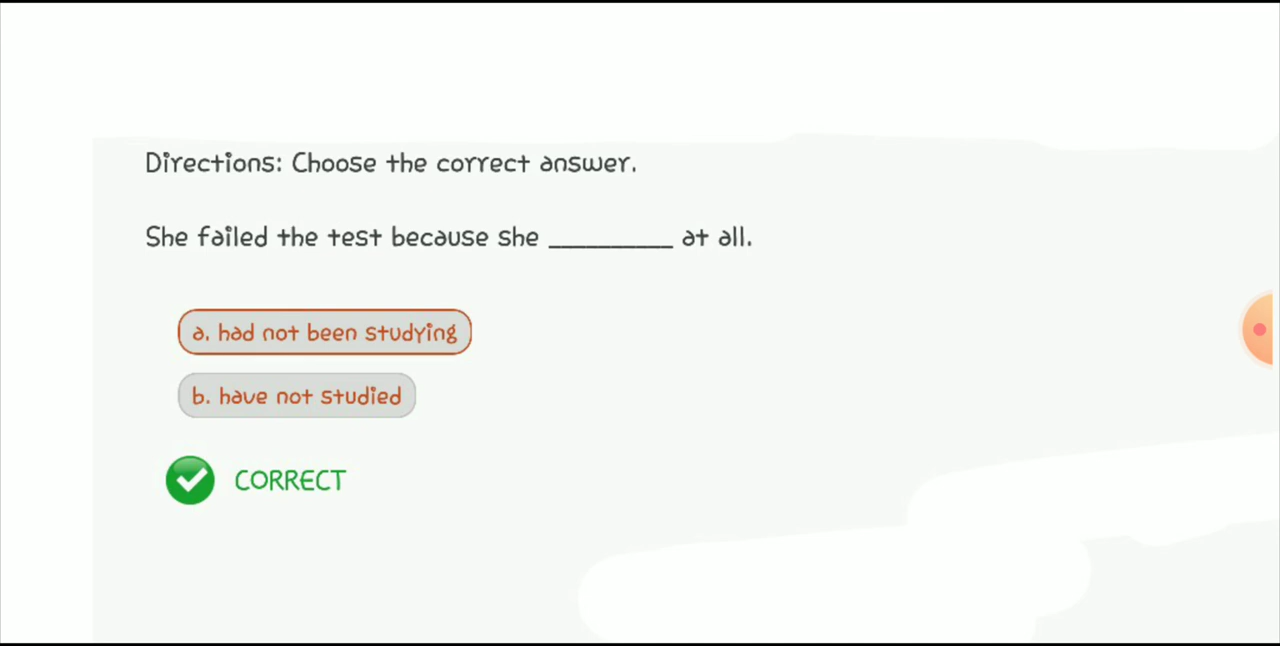 Directions: Choose the correct answer.
She failed the test because she __________ at all.
a. had not been studying
b. have not studied
CORRECT